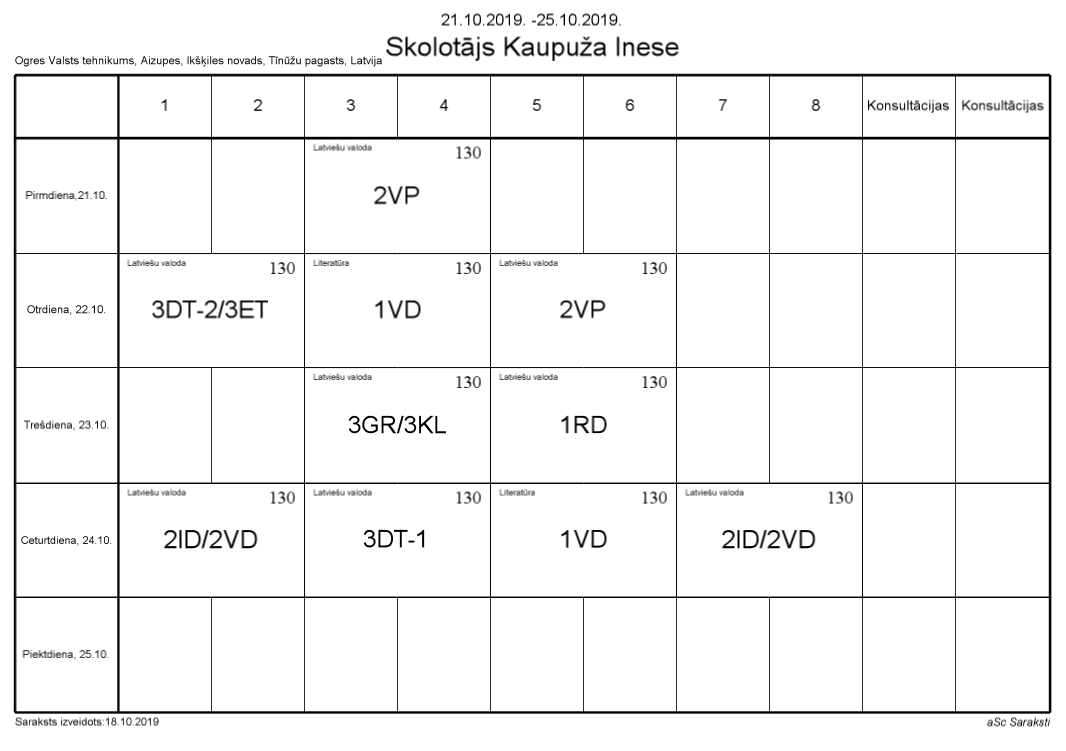 21.10.2019. -25.10.2019.
Skolotājs Kaupuža Inese
Ogres Valsts tehnikums, Aizupes, Ikšķiles novads, Tīnūžu pagasts, Latvija
1 2 3 4 5 6 7 8 Konsultācijas Konsultācijas
Latviešu valoda 130
Pirmdiena,21.10. 2VP
Latviešu valoda 130 Literatūra 130 Latviešu valoda 130
Otrdiena, 22.10. 3DT-2/3ET 1VD 2VP
Latviešu valoda 130 Latviešu valoda 130
Trešdiena, 23.10. 3GR/3KL 1RD
Latviešu valoda 130 Latviešu valoda 130 Literatūra 130 Latviešu valoda 130
Ceturtdiena, 24.10. 2ID/2VD 3DT-1 1VD 2ID/2VD
Piektdiena, 25.10.
Saraksts izveidots:18.10.2019 aSc Saraksti